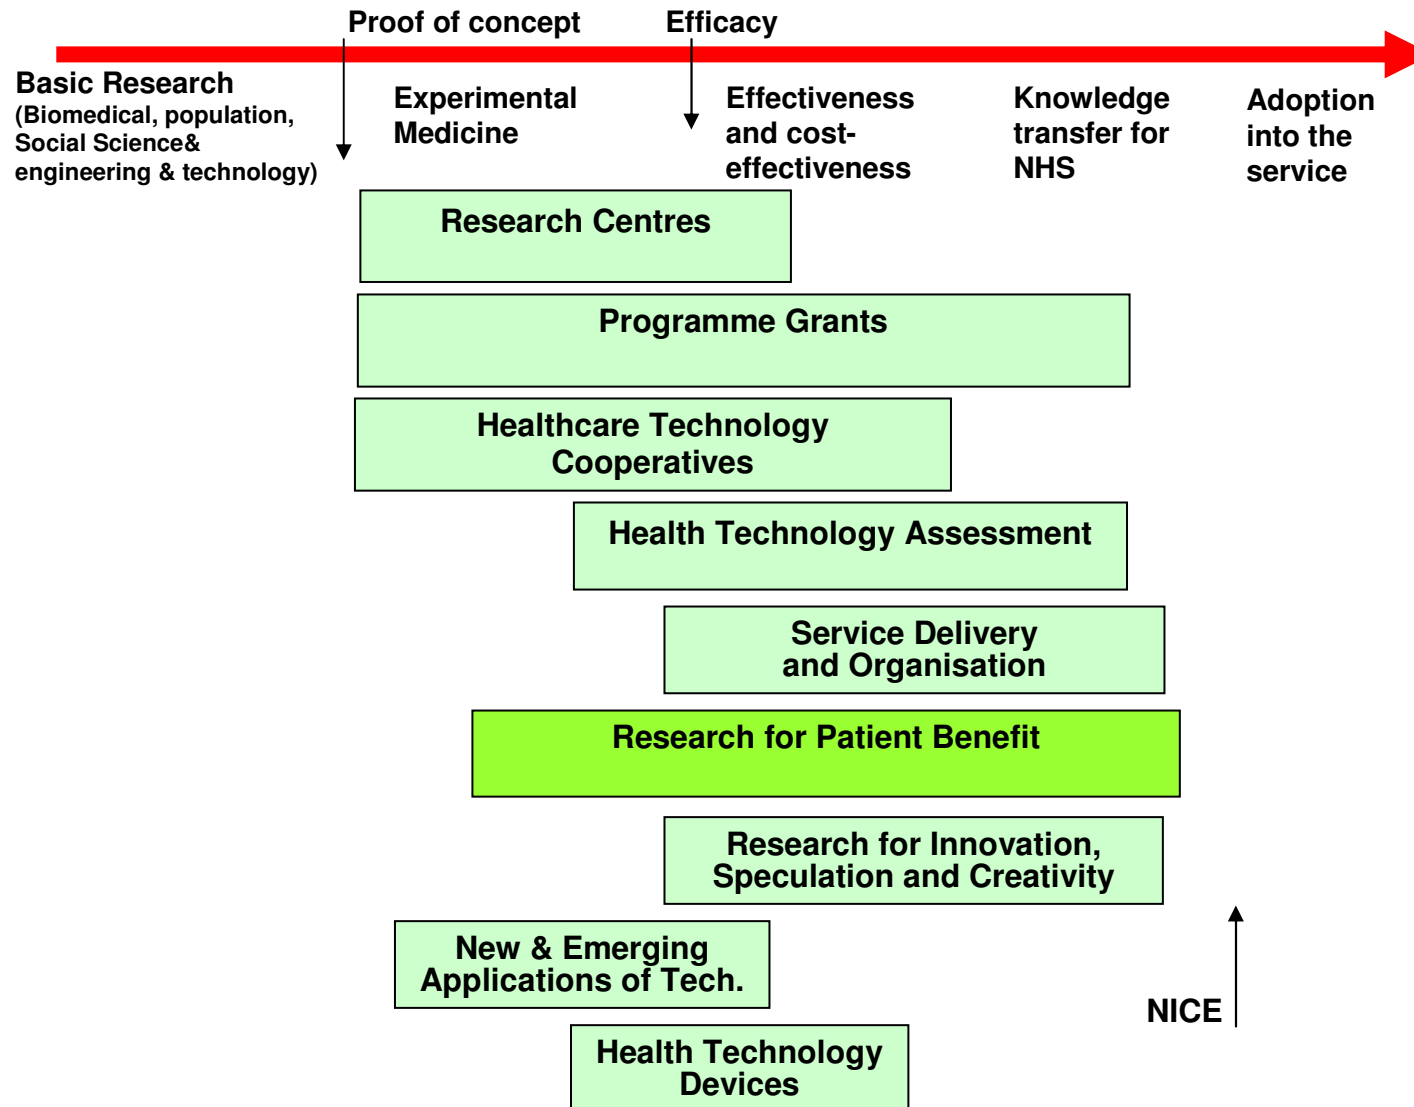 Proof of concept
Efficacy
Basic Research
(Biomedical, population,
Social Science&
engineering & technology)
Experimental
Medicine
Effectiveness
and cost-
effectiveness
Knowledge
transfer for
NHS
Adoption
into the
service
Research Centres
Programme Grants
Healthcare Technology
Cooperatives
Health Technology Assessment
Service Delivery
and Organisation
Research for Patient Benefit
Research for Innovation,
Speculation and Creativity
New & Emerging
Applications of Tech.
NICE
Health Technology
Devices